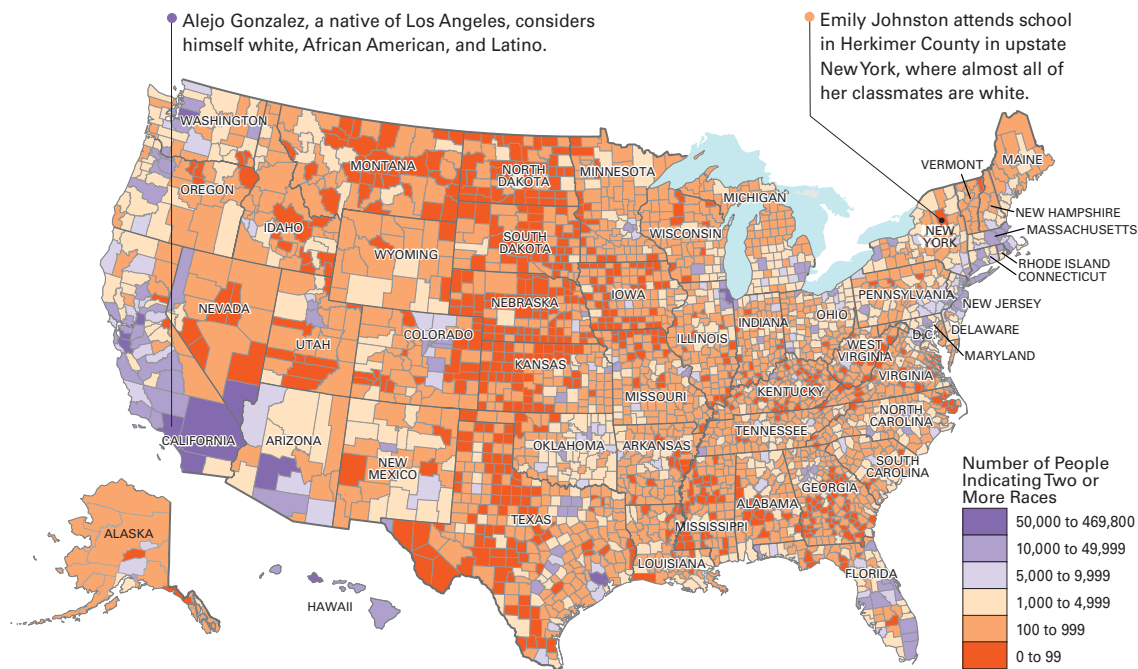 Alejo Gonzalez, a native of Los Angeles, considers
himself white, African American, and Latino.
Emily Johnston attends school
in Herkimer County in upstate
New York, where almost all of
her classmates are white.
WASHINGTON
OREGON
IDAHO
MONTANA
NORTH
DAKOTA
MINNESOTA
MICHIGAN
VERMONT
MAINE
NEW HAMPSHIRE
MASSACHUSETTS
NEW
YORK
RHODE ISLAND
CONNECTICUT
WISCONSIN
SOUTH
DAKOTA
WYOMING
NEBRASKA
IOWA
PENNSYLVANIA
NEW JERSEY
NEVADA
UTAH
COLORADO
ILLINOIS
INDIANA
OHIO
D.C.
DELAWARE
MARYLAND
WEST
VIRGINIA
VIRGINIA
KANSAS
MISSOURI
KENTUCKY
CALIFORNIA
ARIZONA
NEW
MEXICO
OKLAHOMA
ARKANSAS
TENNESSEE
NORTH
CAROLINA
SOUTH
CAROLINA
TEXAS
MISSISSIPPI
ALABAMA
GEORGIA
LOUISIANA
FLORIDA
ALASKA
HAWAII
Number of People
Indicating Two or
More Races
50,000 to 469,800
10,000 to 49,999
5,000 to 9,999
1,000 to 4,999
100 to 999
0 to 99